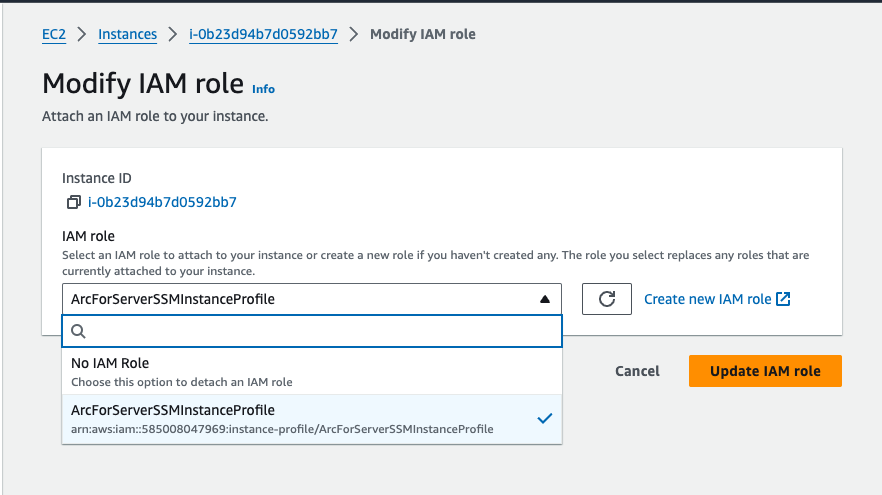 EC2 > Instances > i-0b23d94b7d0592bb7 > Modify IAM role
Modify IAM role Info
Attach an IAM role to your instance.
Instance ID
i-0b23d94b7d0592bb7
IAM role
Select an IAM role to attach to your instance or create a new role if you haven't created any. The role you select replaces any roles that are
currently attached to your instance.
ArcForServerSSMInstanceProfile
Create new IAM role
No IAM Role
Choose this option to detach an IAM role
Cancel
Update IAM role
ArcForServerSSMInstanceProfile
arn:aws:iam::585008047969:instance-profile/ArcForServerSSMInstanceProfile